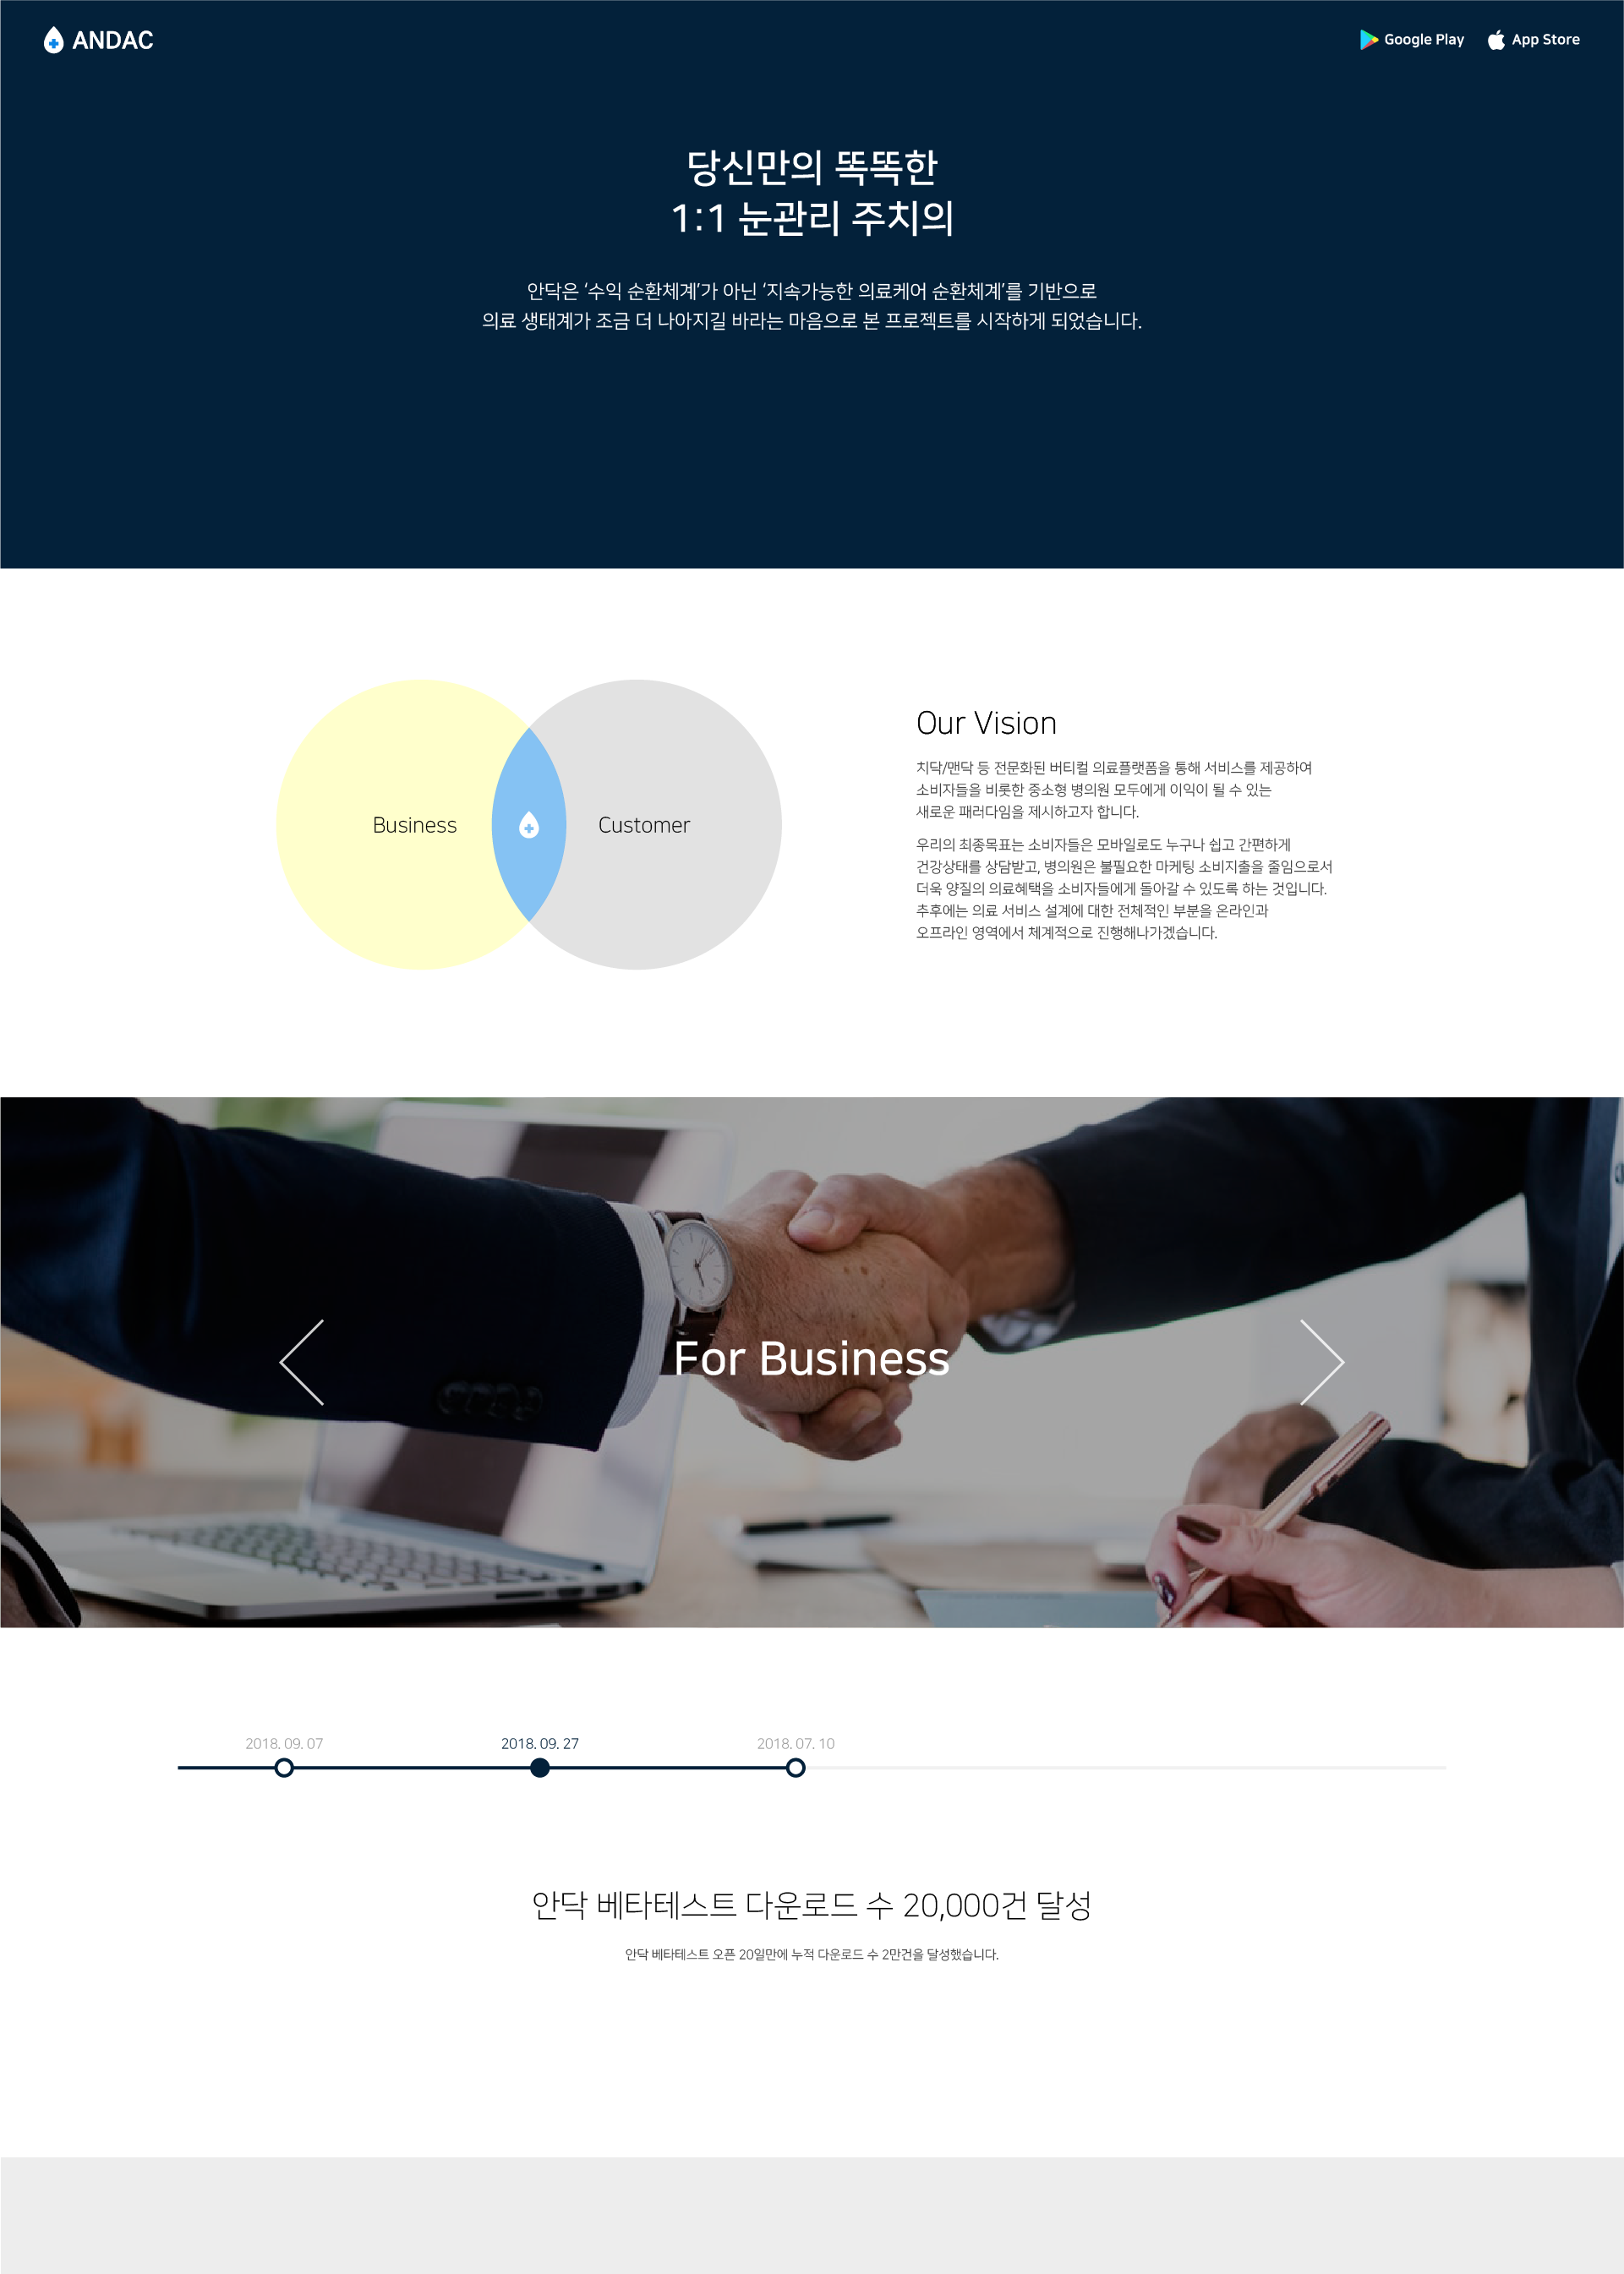 ANDAC
Google Play
App Store
당신만의 똑똑한
1:1 눈관리 주치의
안닥은 ‘수익 순환체계’가 아닌 ‘지속가능한 의료케어 순환체계’를 기반으로
의료 생태계가 조금 더 나아지길 바라는 마음으로 본 프로젝트를 시작하게 되었습니다.
Business
Customer
Our Vision
치닥/맨닥 등 전문화된 버티컬 의료플랫폼을 통해 서비스를 제공하여
소비자들을 비롯한 중소형 병의원 모두에게 이익이 될 수 있는
새로운 패러다임을 제시하고자 합니다.
우리의 최종목표는 소비자들은 모바일로도 누구나 쉽고 간편하게
건강상태를 상담받고, 병의원은 불필요한 마케팅 소비지출을 줄임으로서
더욱 양질의 의료혜택을 소비자들에게 돌아갈 수 있도록 하는 것입니다.
추후에는 의료 서비스 설계에 대한 전체적인 부분을 온라인과
오프라인 영역에서 체계적으로 진행해나가겠습니다.
For Business
2018. 09. 07
2018. 09. 27
2018. 07. 10
안닥 베타테스트 다운로드 수 20,000건 달성
안닥 베타테스트 오픈 20일만에 누적 다운로드 수 2만건을 달성했습니다.